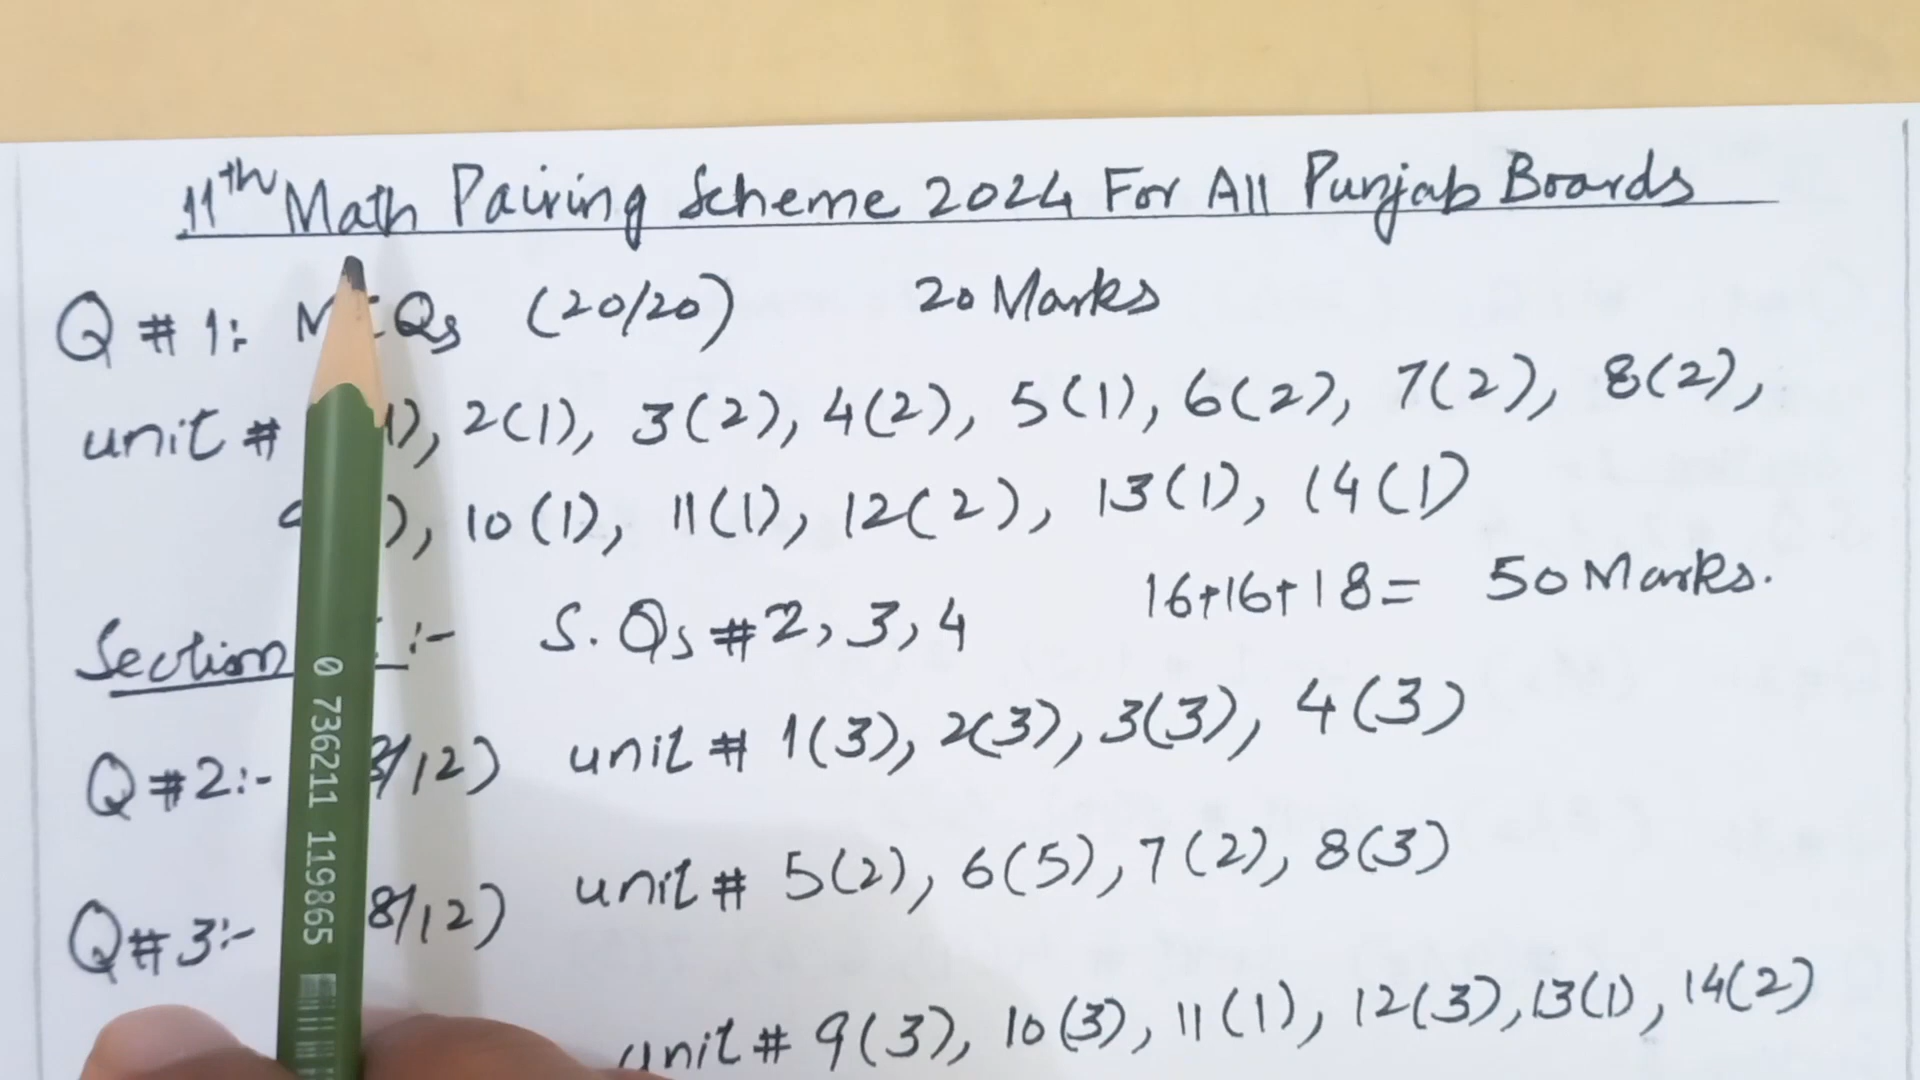 11th Math Pairing Scheme 2024 For All Punjab Boards
Q # 1:- MCQs (20/20) 20 Marks
unit # 1), 2(1), 3(2), 4(2), 5(1), 6(2), 7(2), 8(2),
), 10(1), 11(1), 12(2), 13(1), 14(1)
16+16+18= 50 Marks.
Section :- S. Qs # 2, 3, 4
Q #2:- 8/12) unit # 1(3), 2(3), 3(3), 4(3)
Q# 3:- 8/12) unit # 5(2), 6(5), 7(2), 8(3)
unit # 9(3), 10(3), 11(1), 12(3), 13(1), 14(2)
0 736211 119865